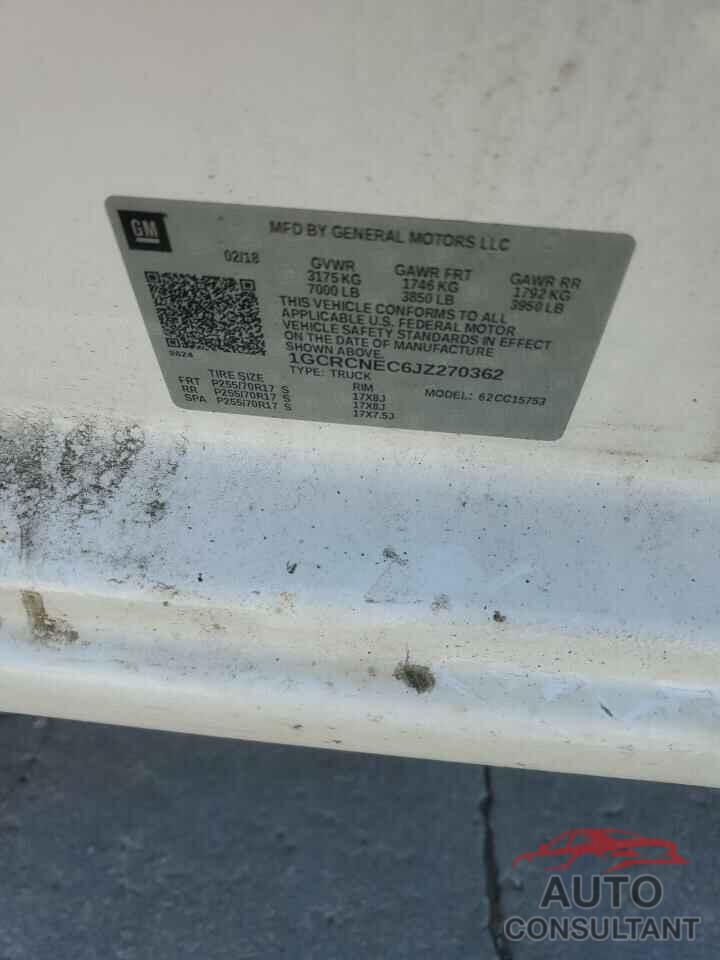 GM
MFD BY GENERAL MOTORS LLC
02/18
GVWR GAWR FRT GAWR RR
3175 KG 1746 KG 1792 KG
7000 LB 3850 LB 3950 LB
THIS VEHICLE CONFORMS TO ALL
APPLICABLE U.S. FEDERAL MOTOR
VEHICLE SAFETY STANDARDS IN EFFECT
ON THE DATE OF MANUFACTURE
SHOWN ABOVE.
1GCRCNEC6JZ270362
TYPE: TRUCK MODEL: 62CC15753
TIRE SIZE RIM
FRT P255/70R17 S 17X8J
RR P255/70R17 S 17X8J
SPA P255/70R17 S 17X7.5J
AUTO
CONSULTANT